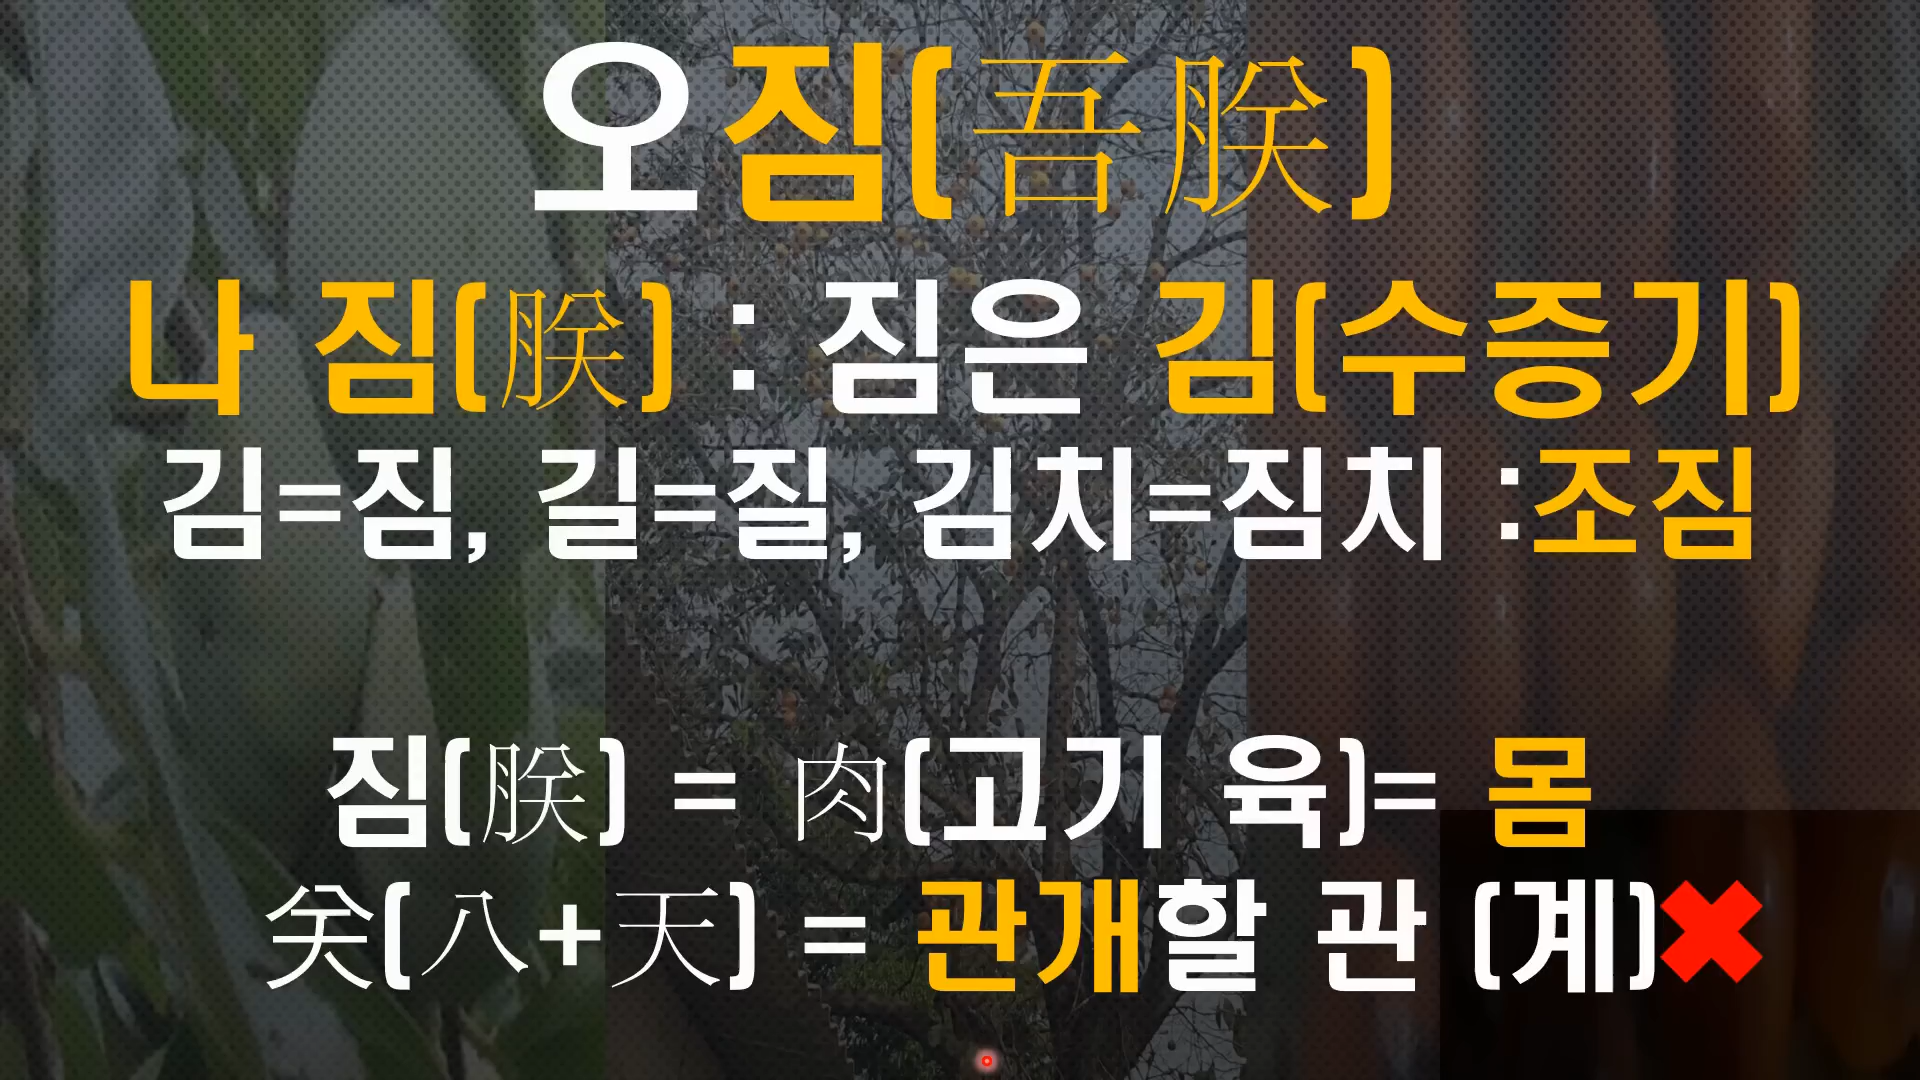 오짐(吾朕)
나 짐(朕) : 짐은 김(수증기)
김=짐, 길=질, 김치=짐치 :조짐
짐(朕) = 肉(고기 육)= 몸
关(八+天) = 관개할 관 (계)✖